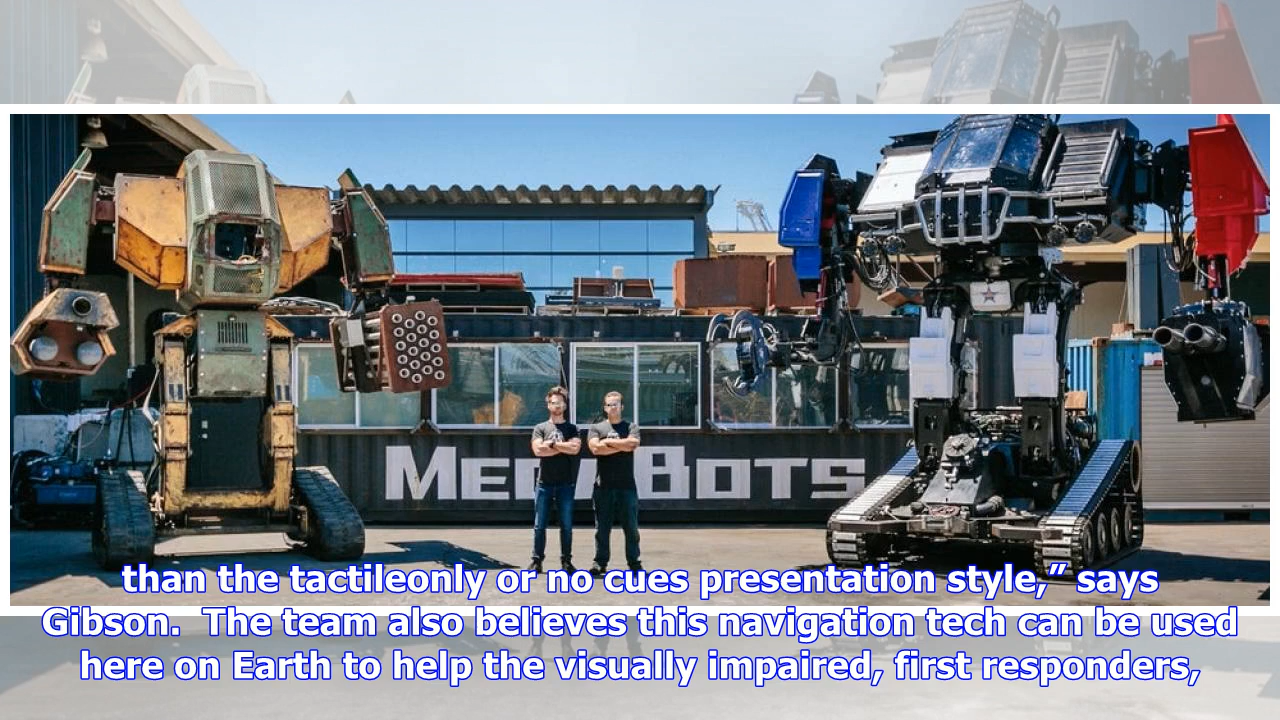 MEGABOTS
than the tactileonly or no cues presentation style,” says
Gibson.  The team also believes this navigation tech can be used
here on Earth to help the visually impaired, first responders,